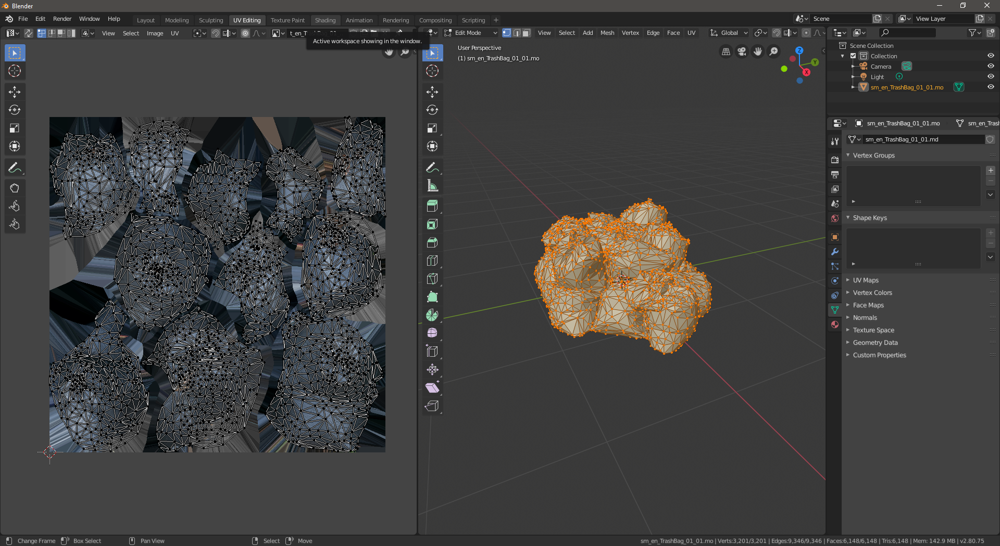 Blender
File Edit Render Window Help
Layout Modeling Sculpting UV Editing Texture Paint Shading Animation Rendering Compositing Scripting +
Scene
View Layer
View Select Image UV
Active workspace showing in the window.
Edit Mode View Select Add Mesh Vertex Edge Face UV Global
User Perspective
(1) sm_en_TrashBag_01_01.mo
Z
Y
X
Scene Collection
Collection
Camera
Light
sm_en_TrashBag_01_01.mo
sm_en_TrashBag_01_01.mo sm_en_Trash
sm_en_TrashBag_01_01.md
Vertex Groups
Shape Keys
UV Maps
Vertex Colors
Face Maps
Normals
Texture Space
Geometry Data
Custom Properties
Change Frame Box Select Pan View Select Move
sm_en_TrashBag_01_01.mo | Verts:3,201/3,201 | Edges:9,346/9,346 | Faces:6,148/6,148 | Tris:6,148 | Mem: 142.9 MB | v2.80.75